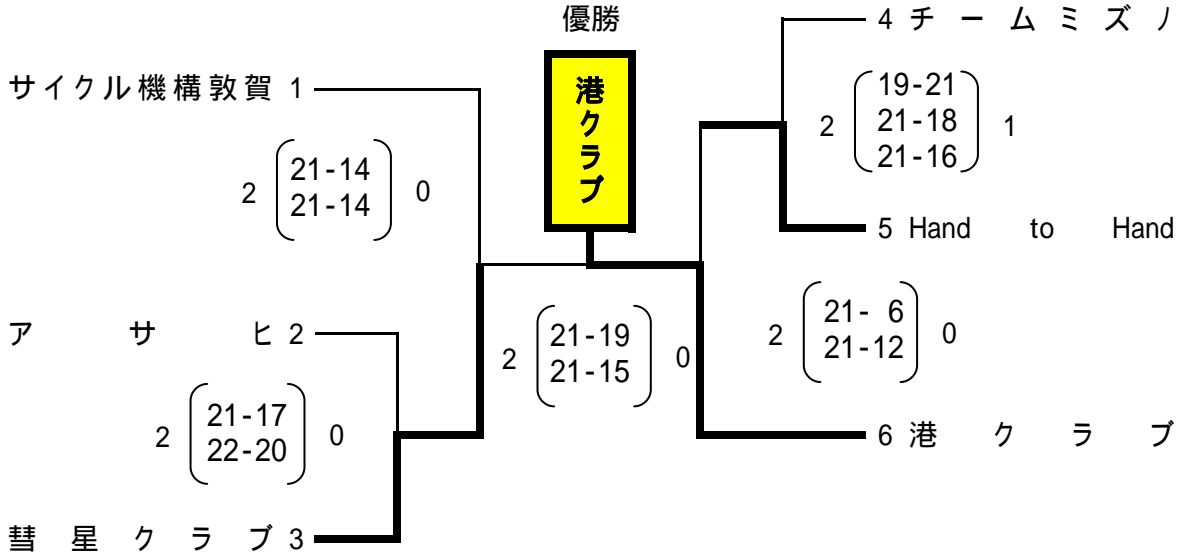 優勝
港クラブ
サイクル機構敦賀 1
2 21-14 0
21-14
アサヒ 2
2 21-17 0
22-20
彗星クラブ 3
2 21-19 0
21-15
4 チームミズノ
19-21
2 21-18 1
21-16
5 Hand to Hand
2 21- 6 0
21-12
6 港クラブ